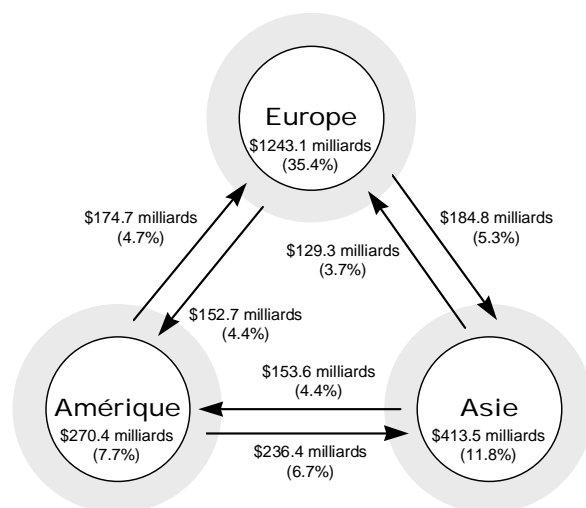 Europe
$1243.1 milliards
(35.4%)
$174.7 milliards
(4.7%)
$184.8 milliards
(5.3%)
$129.3 milliards
(3.7%)
$152.7 milliards
(4.4%)
$153.6 milliards
(4.4%)
Amérique
$270.4 milliards
(7.7%)
Asie
$413.5 milliards
(11.8%)
$236.4 milliards
(6.7%)